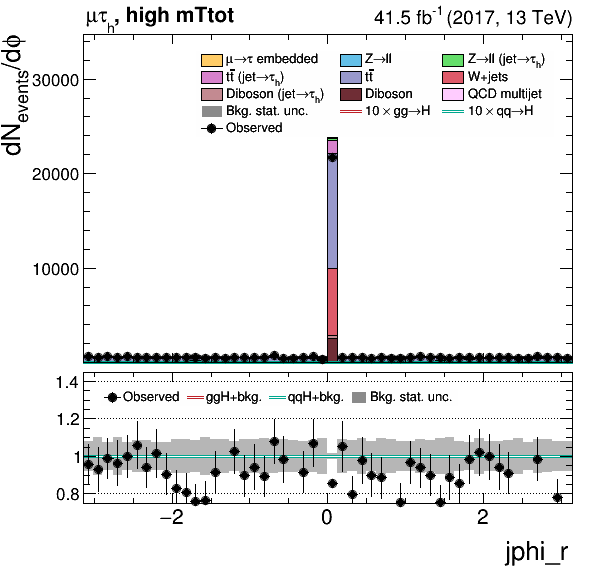 μτₕ, high mTtot 41.5 fb⁻¹ (2017, 13 TeV)
dN_events/dϕ
30000
20000
10000
μ→τ embedded Z→ll Z→ll (jet→τₕ)
tt̄ (jet→τₕ) tt̄ W+jets
Diboson (jet→τₕ) Diboson QCD multijet
Bkg. stat. unc. 10 × gg→H 10 × qq→H
Observed
1.4
1.2
1
0.8
Observed ggH+bkg. qqH+bkg. Bkg. stat. unc.
−2 0 2
jphi_r